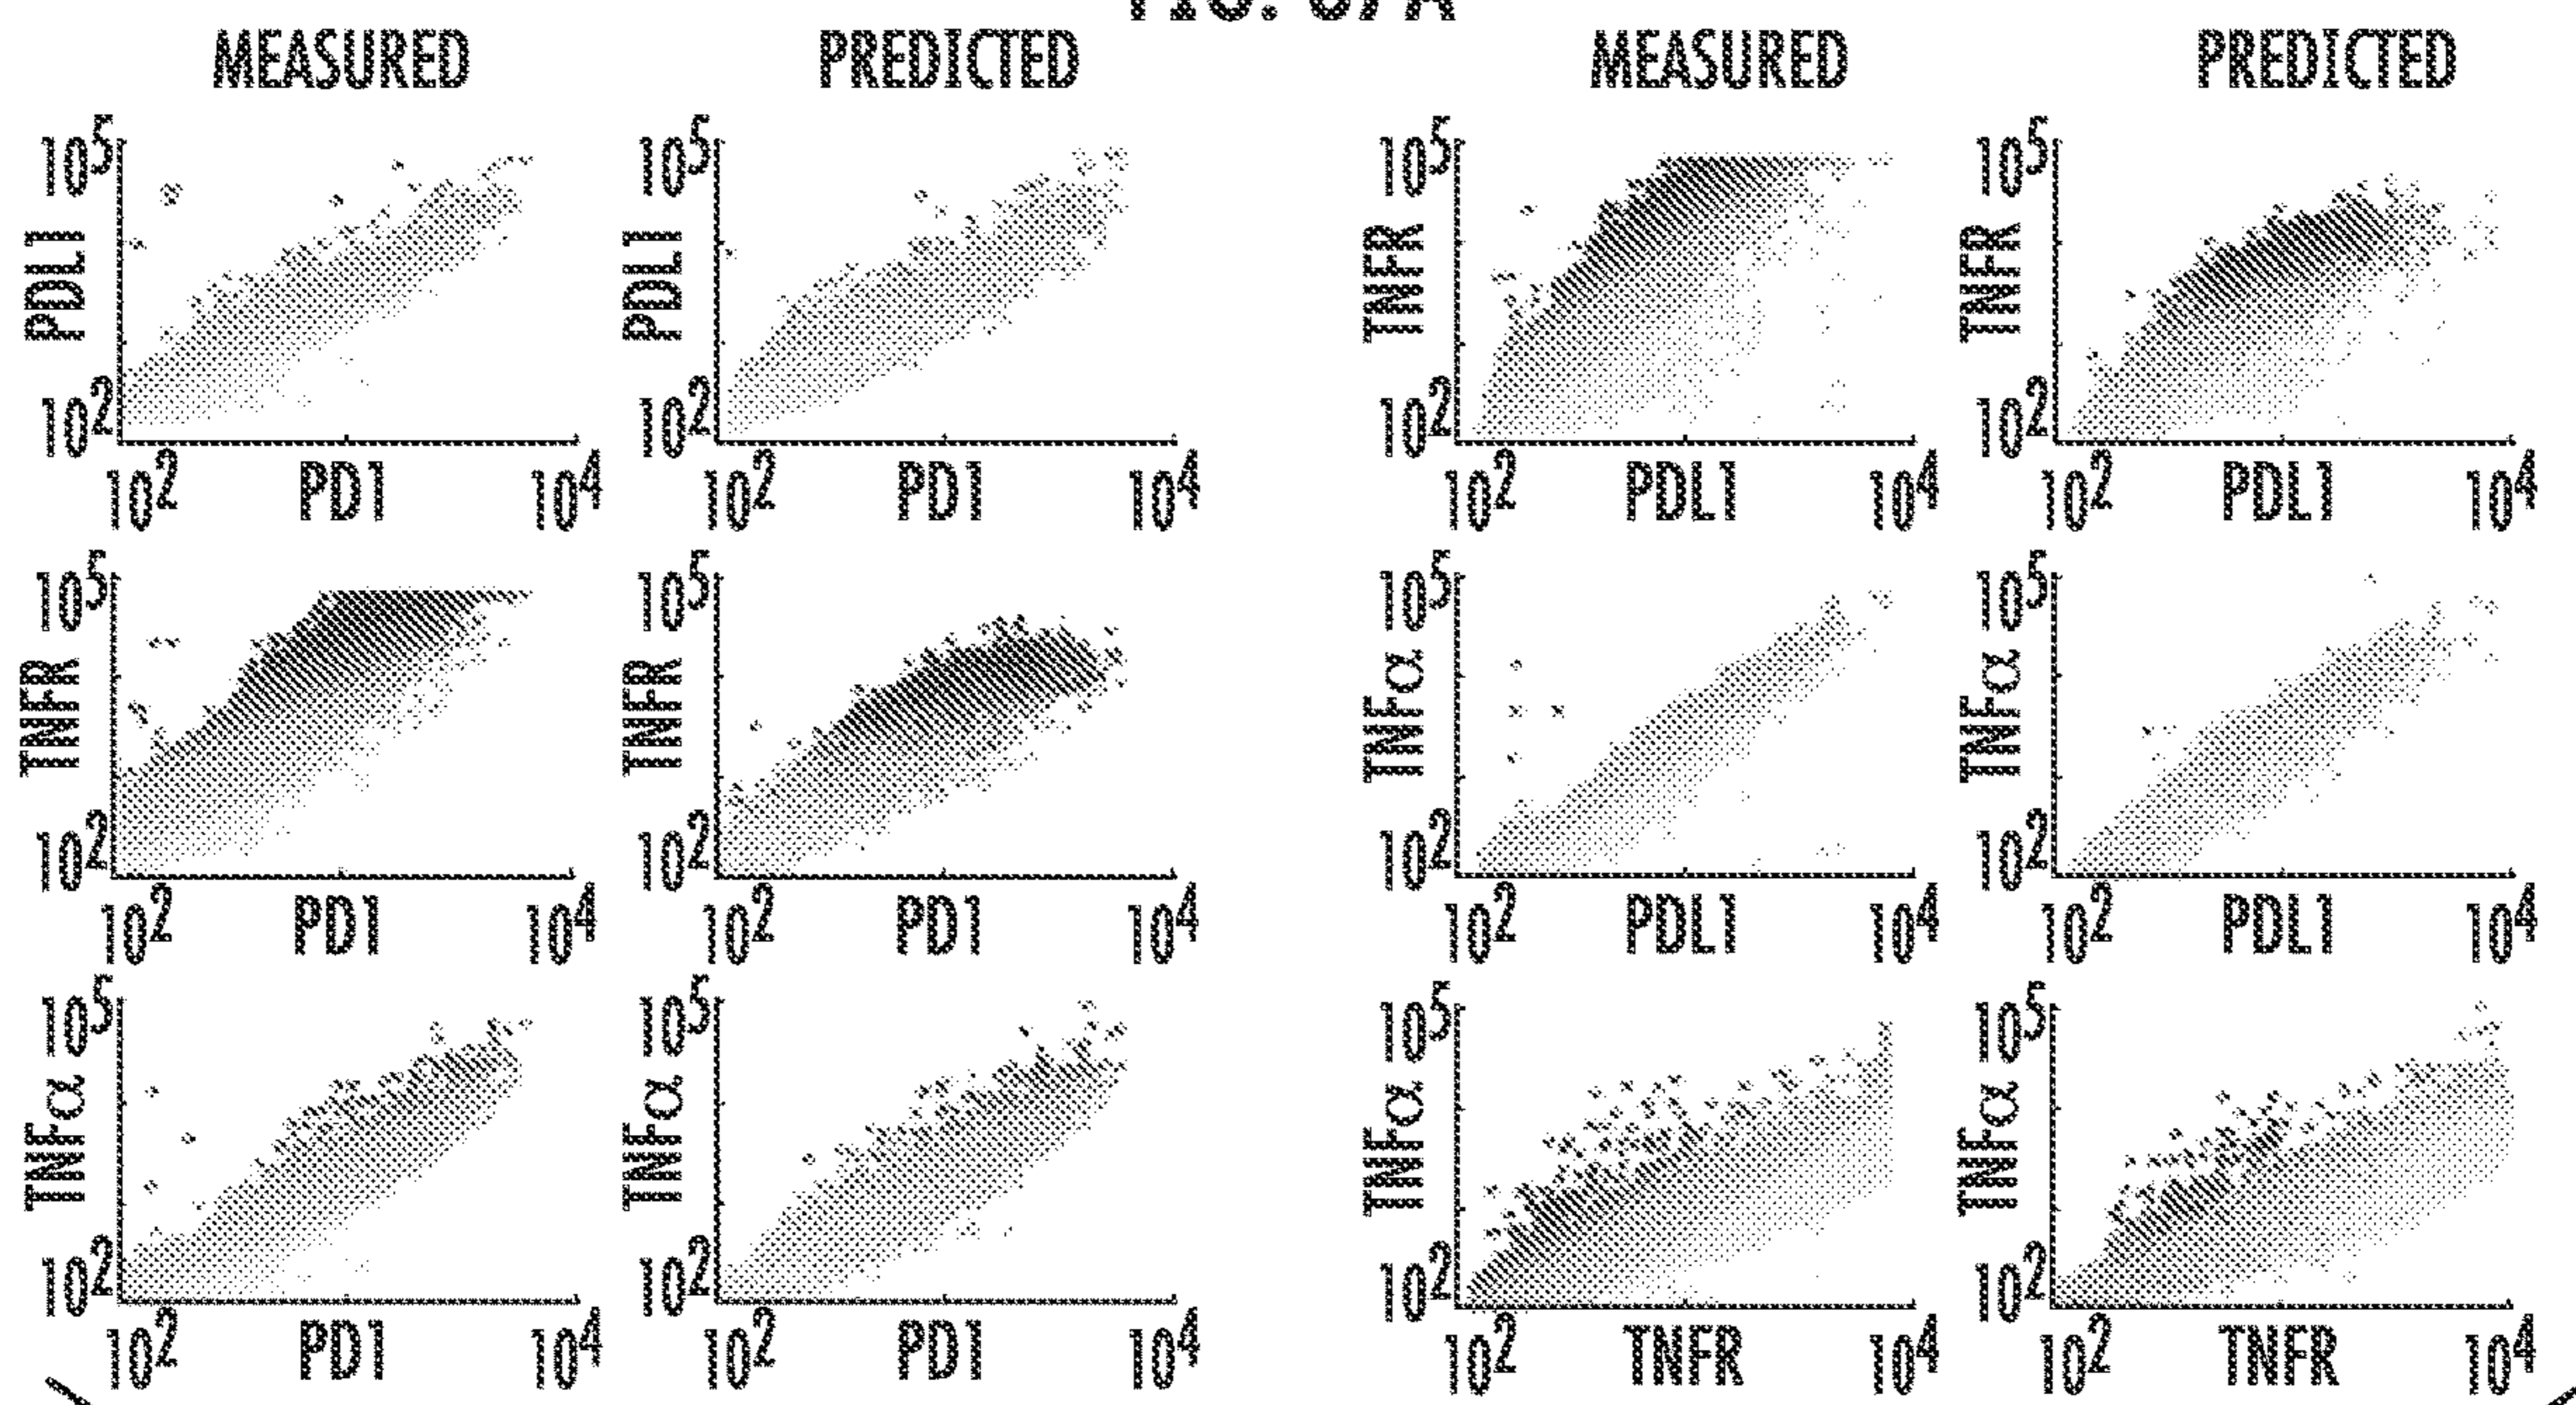 MEASURED PREDICTED MEASURED PREDICTED
PDL1 10^5 10^2 PDL1 10^5 10^2 TNFR 10^5 10^2 TNFR 10^5 10^2
10^2 PD1 10^4 10^2 PD1 10^4 10^2 PDL1 10^4 10^2 PDL1 10^4
TNFR 10^5 10^2 TNFR 10^5 10^2 TNFα 10^5 10^2 TNFα 10^5 10^2
10^2 PD1 10^4 10^2 PD1 10^4 10^2 PDL1 10^4 10^2 PDL1 10^4
TNFα 10^5 10^2 TNFα 10^5 10^2 TNFα 10^5 10^2 TNFα 10^5 10^2
10^2 PD1 10^4 10^2 PD1 10^4 10^2 TNFR 10^4 10^2 TNFR 10^4